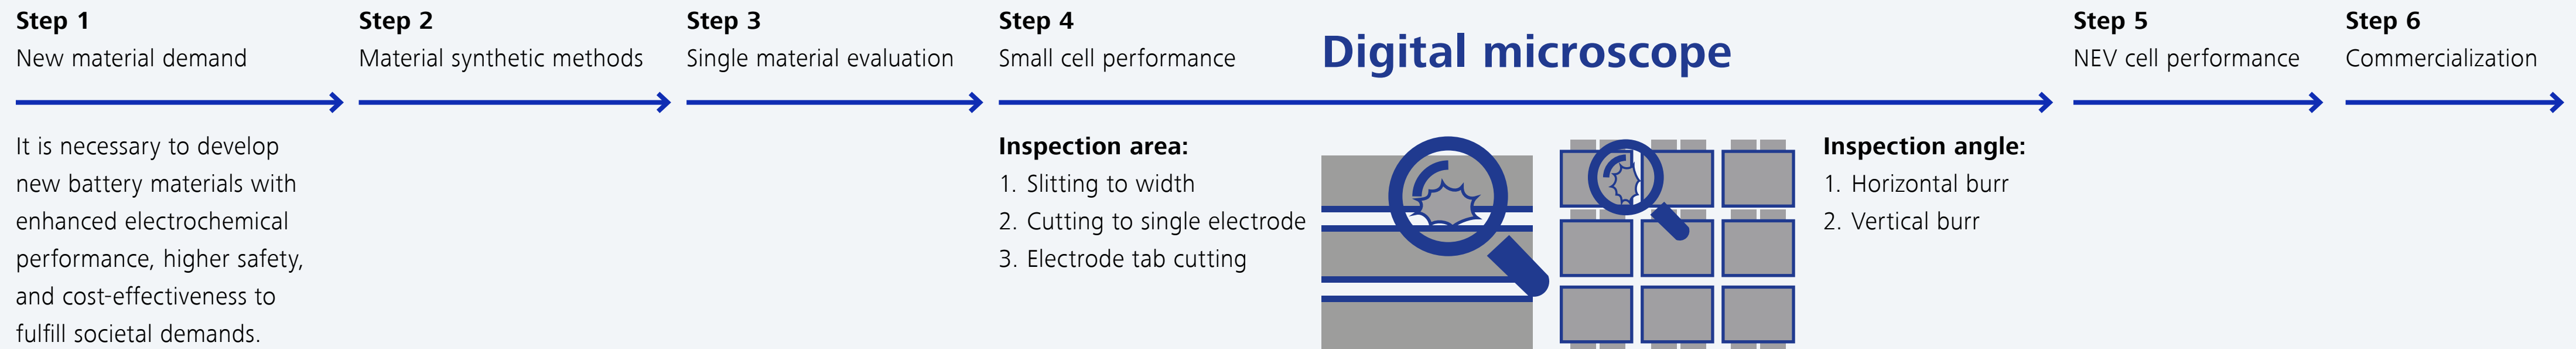 Step 1
New material demand
It is necessary to develop
new battery materials with
enhanced electrochemical
performance, higher safety,
and cost-effectiveness to
fulfill societal demands.
Step 2
Material synthetic methods
Step 3
Single material evaluation
Step 4
Small cell performance
Digital microscope
Inspection area:
1. Slitting to width
2. Cutting to single electrode
3. Electrode tab cutting
Inspection angle:
1. Horizontal burr
2. Vertical burr
Step 5
NEV cell performance
Step 6
Commercialization